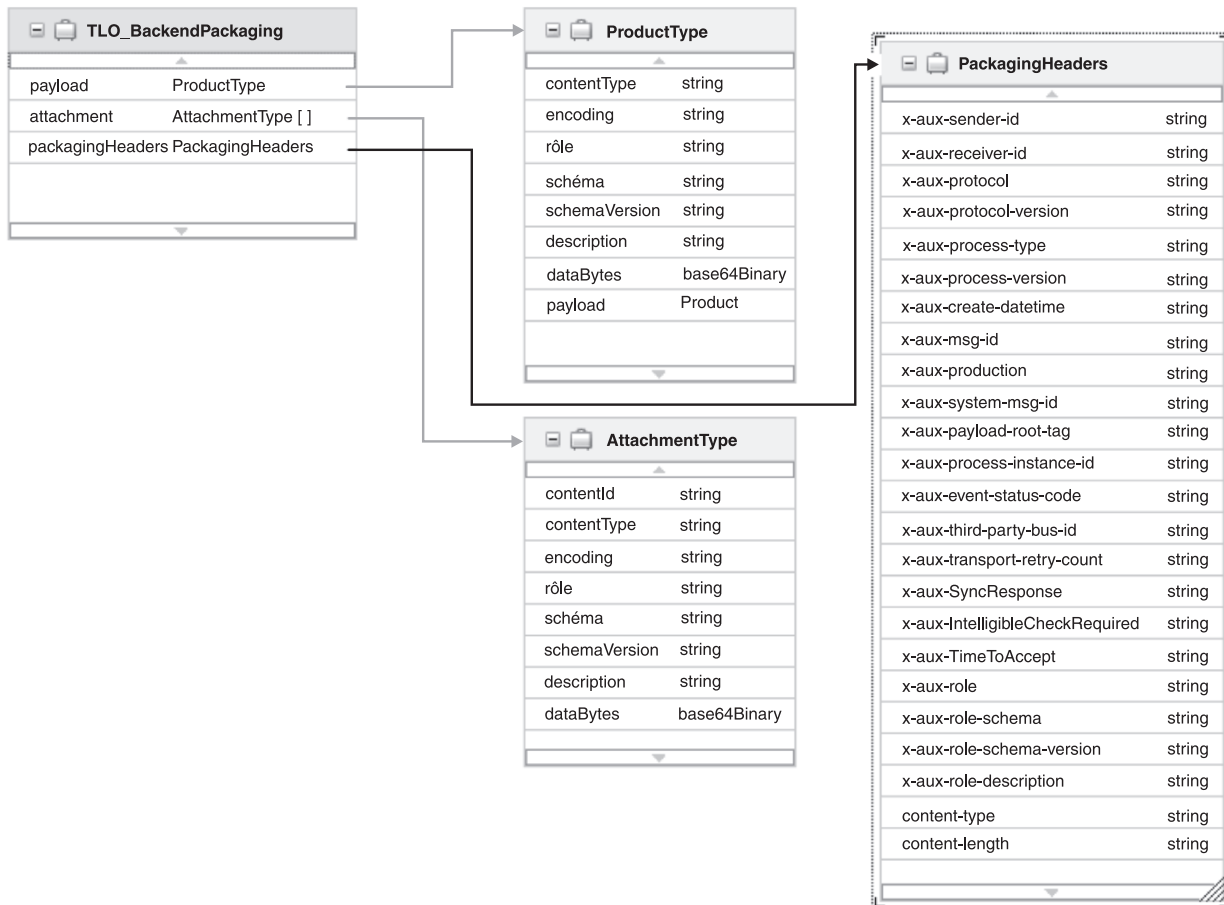 TLO_BackendPackaging
payload ProductType
attachment AttachmentType [ ]
packagingHeaders PackagingHeaders
ProductType
contentType string
encoding string
rôle string
schéma string
schemaVersion string
description string
dataBytes base64Binary
payload Product
AttachmentType
contentId string
contentType string
encoding string
rôle string
schéma string
schemaVersion string
description string
dataBytes base64Binary
PackagingHeaders
x-aux-sender-id string
x-aux-receiver-id string
x-aux-protocol string
x-aux-protocol-version string
x-aux-process-type string
x-aux-process-version string
x-aux-create-datetime string
x-aux-msg-id string
x-aux-production string
x-aux-system-msg-id string
x-aux-payload-root-tag string
x-aux-process-instance-id string
x-aux-event-status-code string
x-aux-third-party-bus-id string
x-aux-transport-retry-count string
x-aux-SyncResponse string
x-aux-IntelligibleCheckRequired string
x-aux-TimeToAccept string
x-aux-role string
x-aux-role-schema string
x-aux-role-schema-version string
x-aux-role-description string
content-type string
content-length string